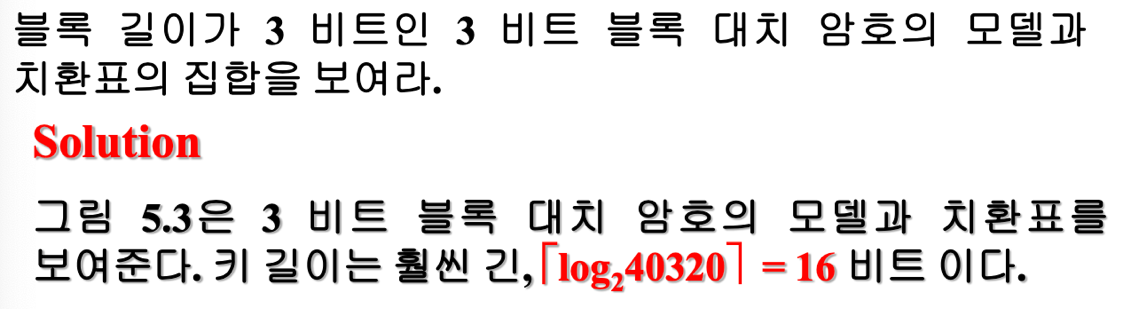 블록 길이가 3 비트인 3 비트 블록 대치 암호의 모델과
치환표의 집합을 보여라.
Solution
그림 5.3은 3 비트 블록 대치 암호의 모델과 치환표를
보여준다. 키 길이는 훨씬 긴,⌈log₂40320⌉ = 16 비트 이다.